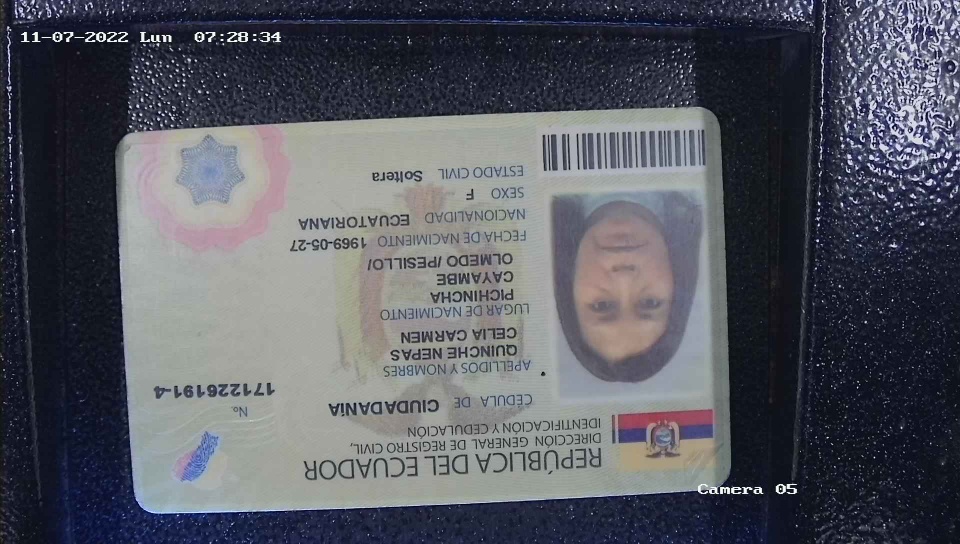 11-07-2022 Lun 07:28:34
REPÚBLICA DEL ECUADOR
DIRECCIÓN GENERAL DE REGISTRO CIVIL,
IDENTIFICACIÓN Y CEDULACIÓN
CÉDULA DE CIUDADANÍA
No. 171226191-4
APELLIDOS Y NOMBRES
QUINCHE NEPAS
CELIA CARMEN
LUGAR DE NACIMIENTO
PICHINCHA
CAYAMBE
OLMEDO /PESILLO/
FECHA DE NACIMIENTO 1969-05-27
NACIONALIDAD ECUATORIANA
SEXO F
ESTADO CIVIL Soltera
Camera 05